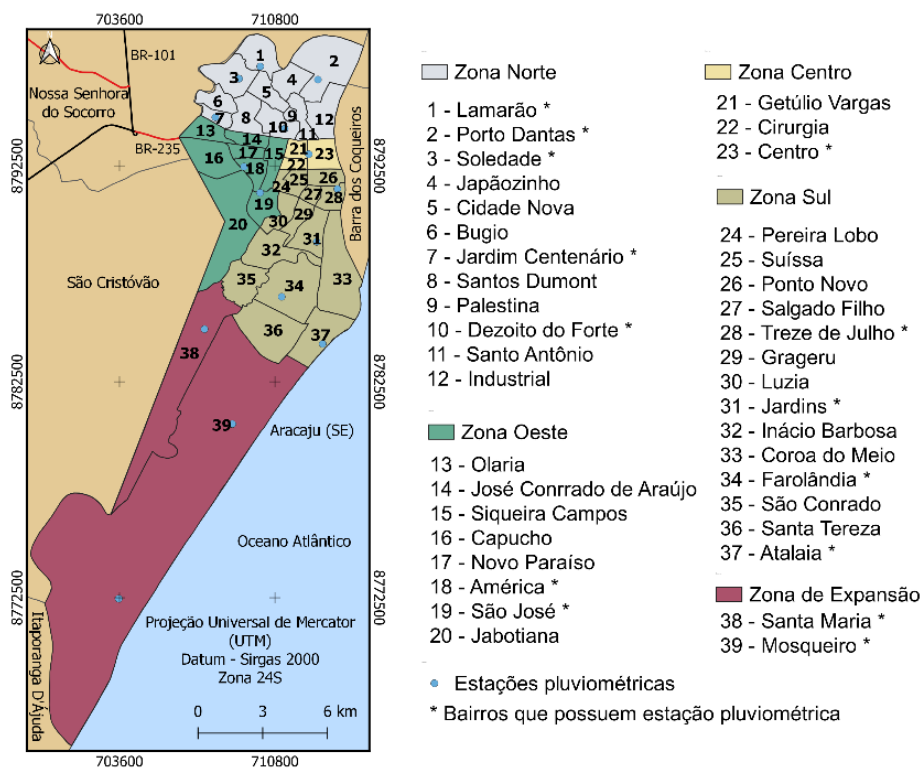 703600 710800
BR-101
Nossa Senhora
do Socorro
BR-235
Barra dos Coqueiros
8792500 8792500
1
2
3
4
5
6
7
8
9
10
11
12
13
14
15
16
17
18
19
20
21
22
23
24
25
26
27
28
29
30
31
32
33
34
35
36
37
38
39
São Cristóvão
8782500 8782500
Aracaju (SE)
Oceano Atlântico
8772500 8772500
Itaporanga D'Ájuda
Projeção Universal de Mercator
(UTM)
Datum - Sirgas 2000
Zona 24S
0 3 6 km
703600 710800
Zona Norte
1 - Lamarão *
2 - Porto Dantas *
3 - Soledade *
4 - Japãozinho
5 - Cidade Nova
6 - Bugio
7 - Jardim Centenário *
8 - Santos Dumont
9 - Palestina
10 - Dezoito do Forte *
11 - Santo Antônio
12 - Industrial
Zona Oeste
13 - Olaria
14 - José Conrrado de Araújo
15 - Siqueira Campos
16 - Capucho
17 - Novo Paraíso
18 - América *
19 - São José *
20 - Jabotiana
Estações pluviométricas
* Bairros que possuem estação pluviométrica
Zona Centro
21 - Getúlio Vargas
22 - Cirurgia
23 - Centro *
Zona Sul
24 - Pereira Lobo
25 - Suíssa
26 - Ponto Novo
27 - Salgado Filho
28 - Treze de Julho *
29 - Grageru
30 - Luzia
31 - Jardins *
32 - Inácio Barbosa
33 - Coroa do Meio
34 - Farolândia *
35 - São Conrado
36 - Santa Tereza
37 - Atalaia *
Zona de Expansão
38 - Santa Maria *
39 - Mosqueiro *